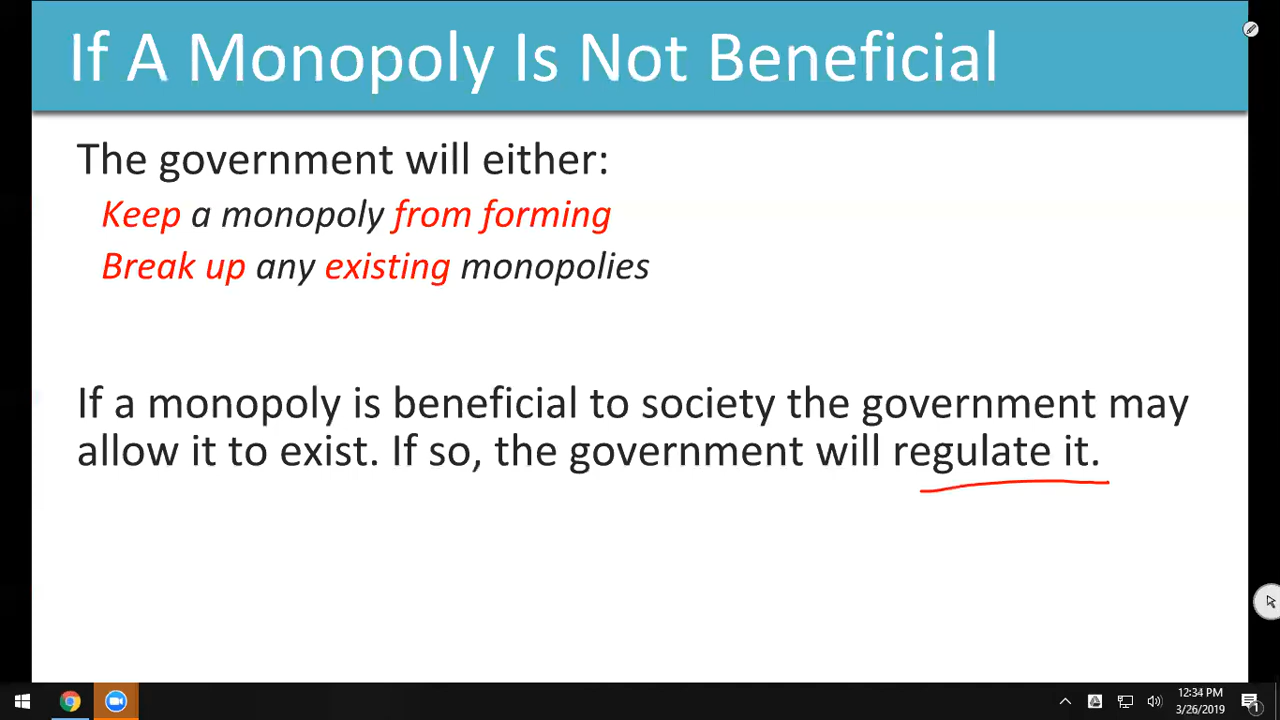 If A Monopoly Is Not Beneficial
The government will either:
Keep a monopoly from forming
Break up any existing monopolies
If a monopoly is beneficial to society the government may
allow it to exist. If so, the government will regulate it.
12:34 PM
3/26/2019
1